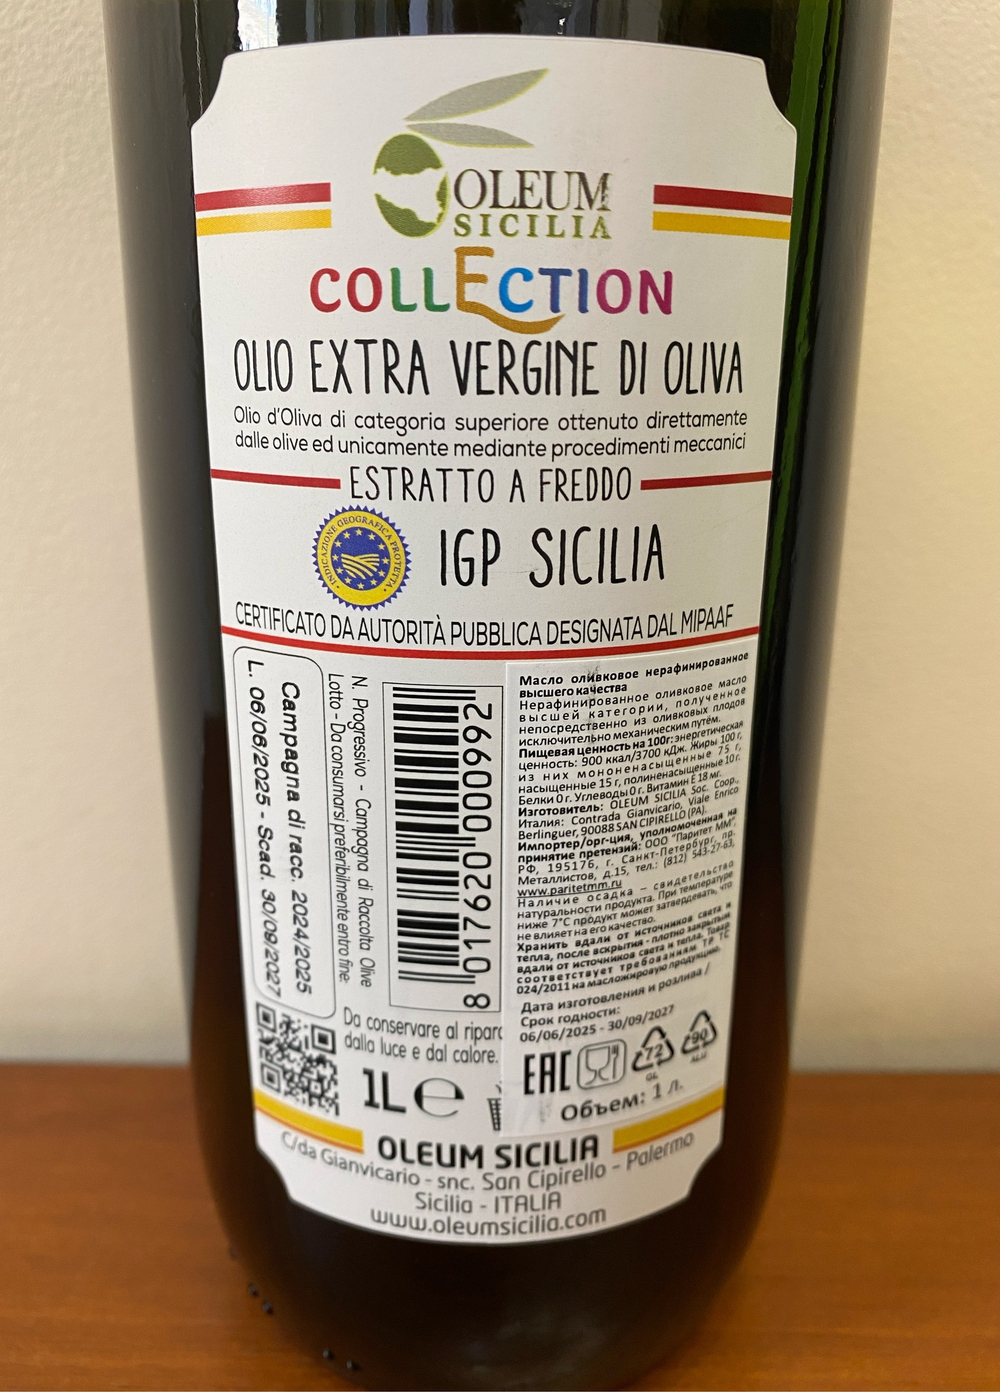 OLEUM
SICILIA
COLLECTION
OLIO EXTRA VERGINE DI OLIVA
Olio d'Oliva di categoria superiore ottenuto direttamente
dalle olive ed unicamente mediante procedimenti meccanici
ESTRATTO A FREDDO
INDICAZIONE GEOGRAFICA PROTETTA
IGP SICILIA
CERTIFICATO DA AUTORITÀ PUBBLICA DESIGNATA DAL MIPAAF
Campagna di racc. 2024/2025
L. 06/06/2025 - Scad. 30/09/2027
N. Progressivo - Campagna di Raccolta Olive
Lotto - Da consumarsi preferibilmente entro fine:
8 017910 029000 299662
Da conservare al ripar
dalla luce e dal calore.
1L e
Масло оливковое нерафинированное
высшего качества
Нерафинированное оливковое масло
высшей категории, полученное
непосредственно из оливковых плодов
исключительно механическим путём.
Пищевая ценность на 100г: энергетическая
ценность: 900 ккал/3700 кДж. Жиры 100 г,
из них мононенасыщенные 75 г,
насыщенные 15 г, полиненасыщенные 10 г.
Белки 0 г. Углеводы 0 г. Витамин Е 18 мг.
Изготовитель: OLEUM SICILIA Soc. Coop.,
Италия: Contrada Gianvicario, Viale Enrico
Berlinguer, 90088 SAN CIPIRELLO (PA).
Импортер/орг-ция, уполномоченная на
принятие претензий: ООО "Паритет ММ",
РФ, 195176, г. Санкт-Петербург, пр.
Металлистов, д.15, тел.: (812) 543-27-63,
www.paritetmm.ru
Наличие осадка – свидетельство
натуральности продукта. При температуре
ниже 7°С продукт может затвердевать, что
не влияет на его качество.
Хранить вдали от источников света и
тепла, после вскрытия - плотно закрытым
вдали от источников света и тепла. Товар
соответствует требованиям ТР ТС
024/2011 на масложировую продукцию.
Дата изготовления и розлива /
Срок годности:
06/06/2025 - 30/09/2027
EAC
72
GL
90
ALU
Объем: 1 л.
OLEUM SICILIA
C/da Gianvicario - snc. San Cipirello - Palermo
Sicilia - ITALIA
www.oleumsicilia.com